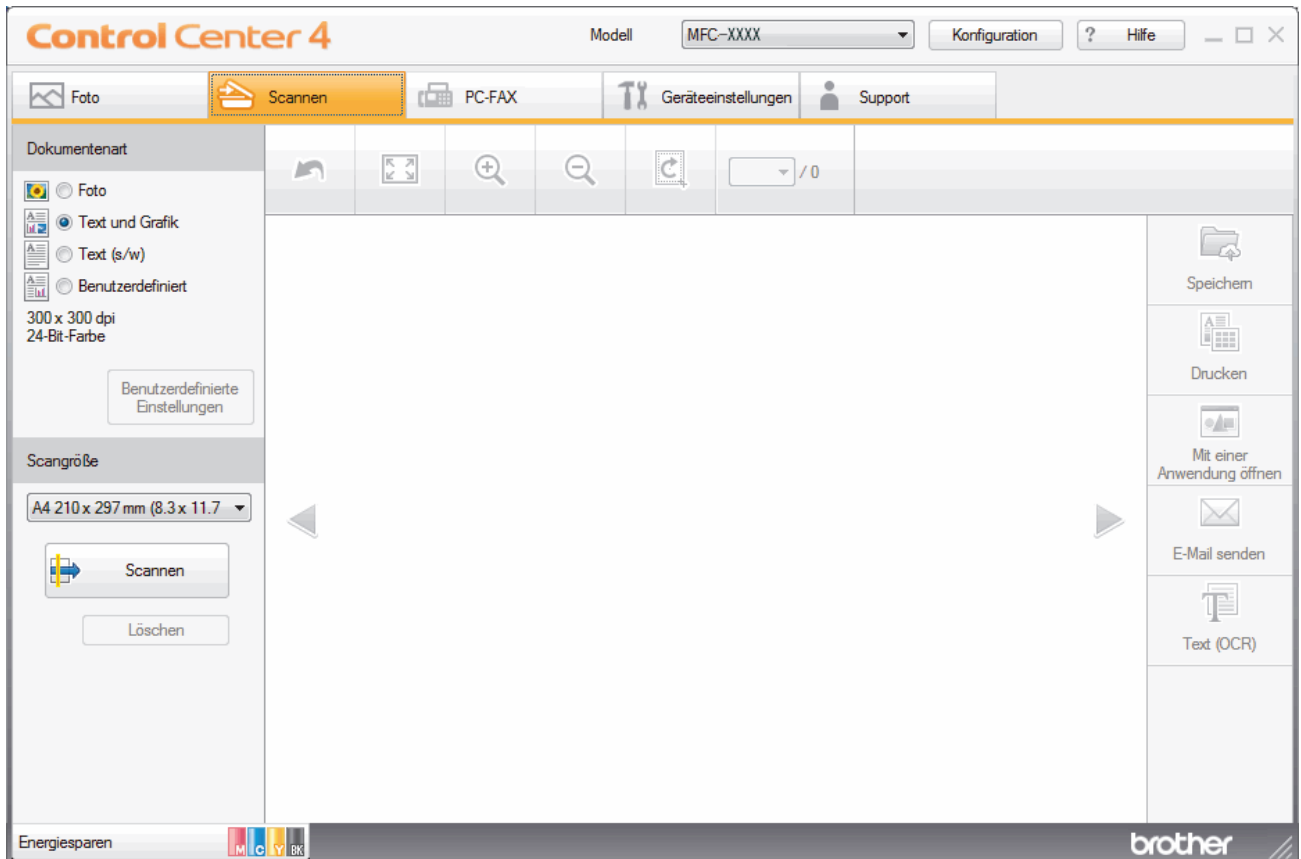 Control Center 4
Modell
MFC-XXXX
Konfiguration
? Hilfe
Foto
Scannen
PC-FAX
Geräteeinstellungen
Support
Dokumentenart
Foto
Text und Grafik
Text (s/w)
Benutzerdefiniert
300 x 300 dpi
24-Bit-Farbe
Benutzerdefinierte
Einstellungen
Scangröße
A4 210 x 297 mm (8.3 x 11.7
Scannen
Löschen
/ 0
Speichern
Drucken
Mit einer
Anwendung öffnen
E-Mail senden
Text (OCR)
Energiesparen
M C Y BK
brother